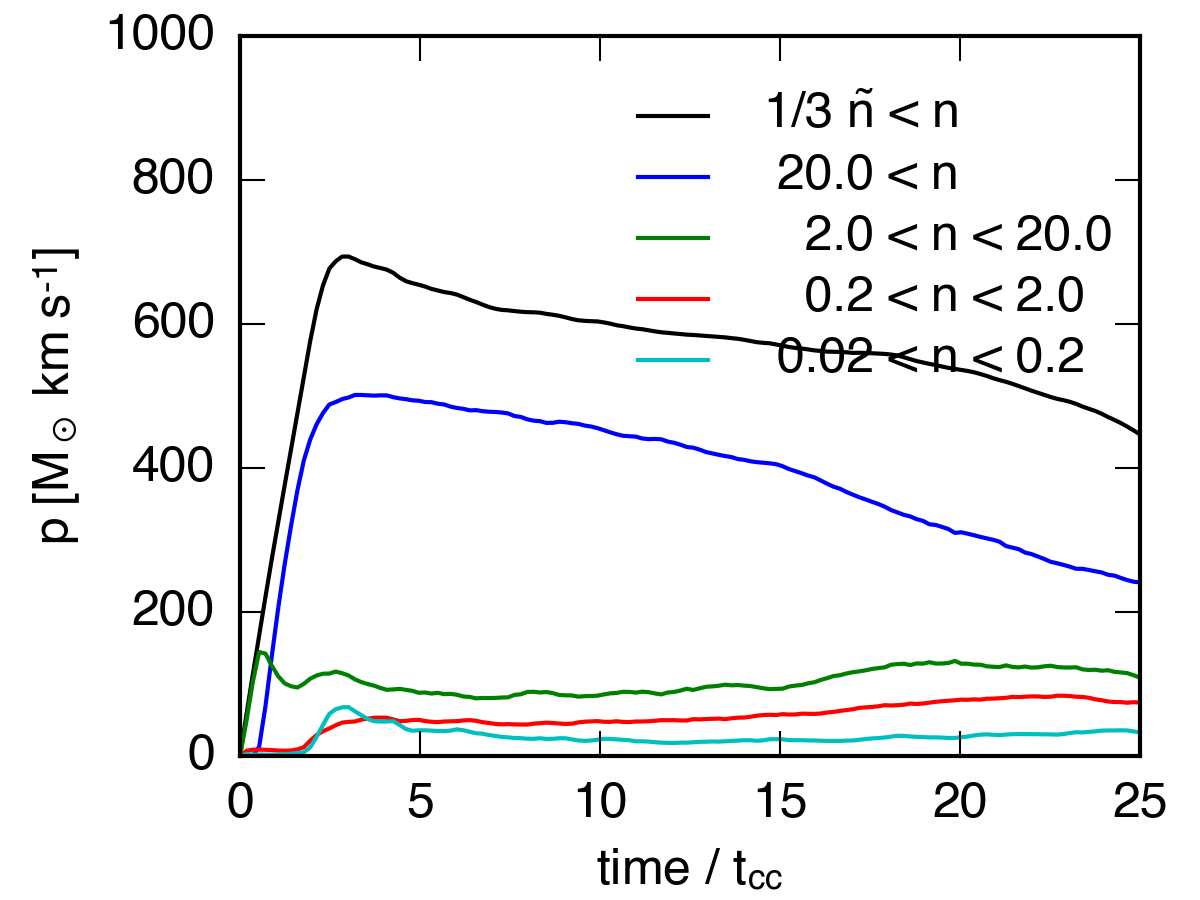 1000
800
600
400
200
0
p [M⊙ km s⁻¹]
1/3 ñ < n
20.0 < n
2.0 < n < 20.0
0.2 < n < 2.0
0.02 < n < 0.2
0 5 10 15 20 25
time / t_cc